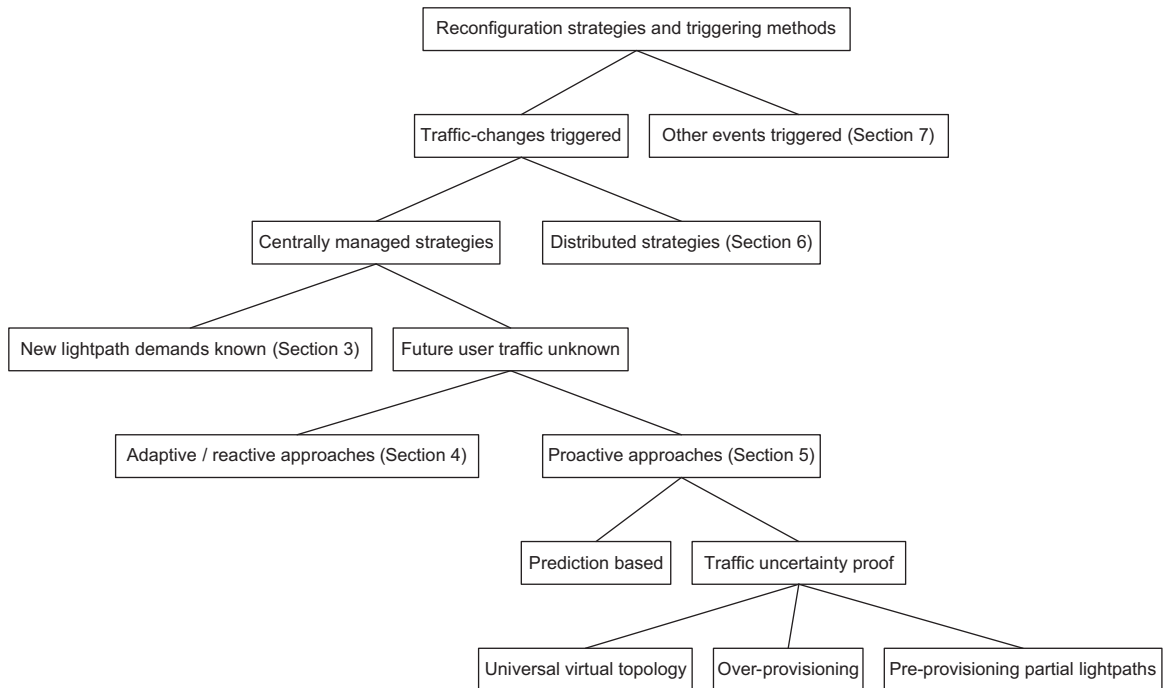 Reconfiguration strategies and triggering methods
Traffic-changes triggered
Other events triggered (Section 7)
Centrally managed strategies
Distributed strategies (Section 6)
New lightpath demands known (Section 3)
Future user traffic unknown
Adaptive / reactive approaches (Section 4)
Proactive approaches (Section 5)
Prediction based
Traffic uncertainty proof
Universal virtual topology
Over-provisioning
Pre-provisioning partial lightpaths